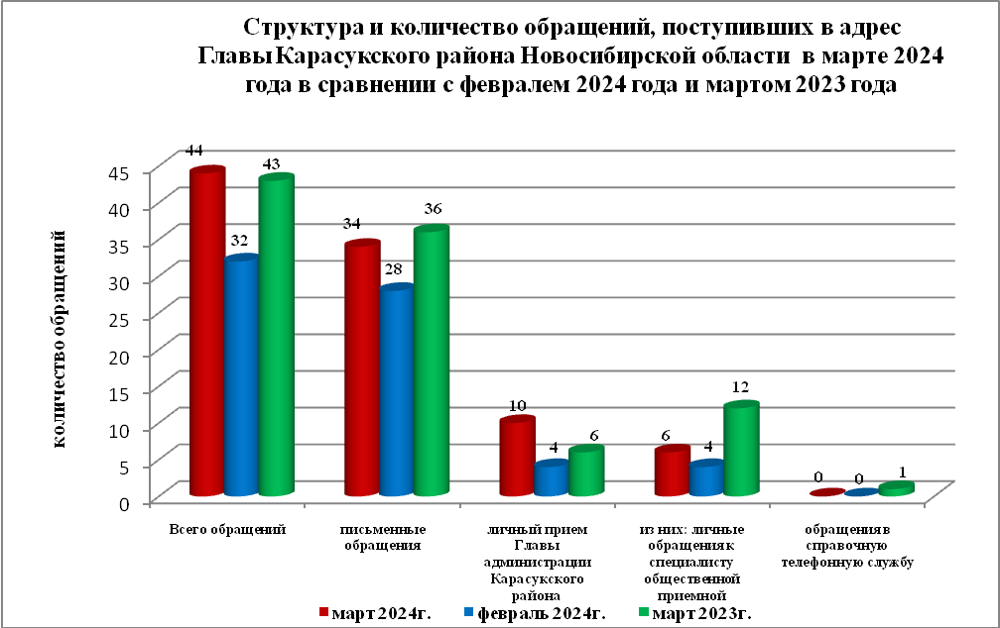 Структура и количество обращений, поступивших в адрес
Главы Карасукского района Новосибирской области в марте 2024
года в сравнении с февралем 2024 года и мартом 2023 года
количество обращений
45
40
35
30
25
20
15
10
5
0
44
32
43
34
28
36
10
4
6
6
4
12
0
0
1
Всего обращений
письменные
обращения
личный прием
Главы
администрации
Карасукского
района
из них: личные
обращения к
специалисту
общественной
приемной
обращения в
справочную
телефонную службу
март 2024г.
февраль 2024г.
март 2023г.